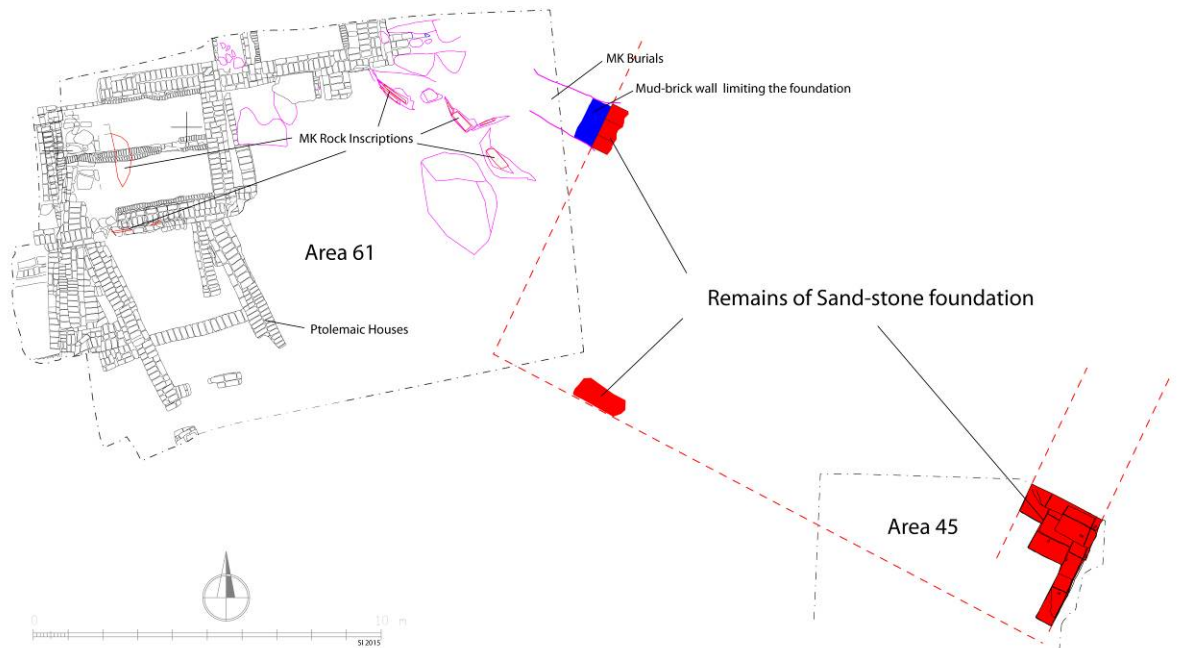 MK Burials
Mud-brick wall limiting the foundation
MK Rock Inscriptions
Area 61
Remains of Sand-stone foundation
Ptolemaic Houses
Area 45
0 10 m
SI 2015